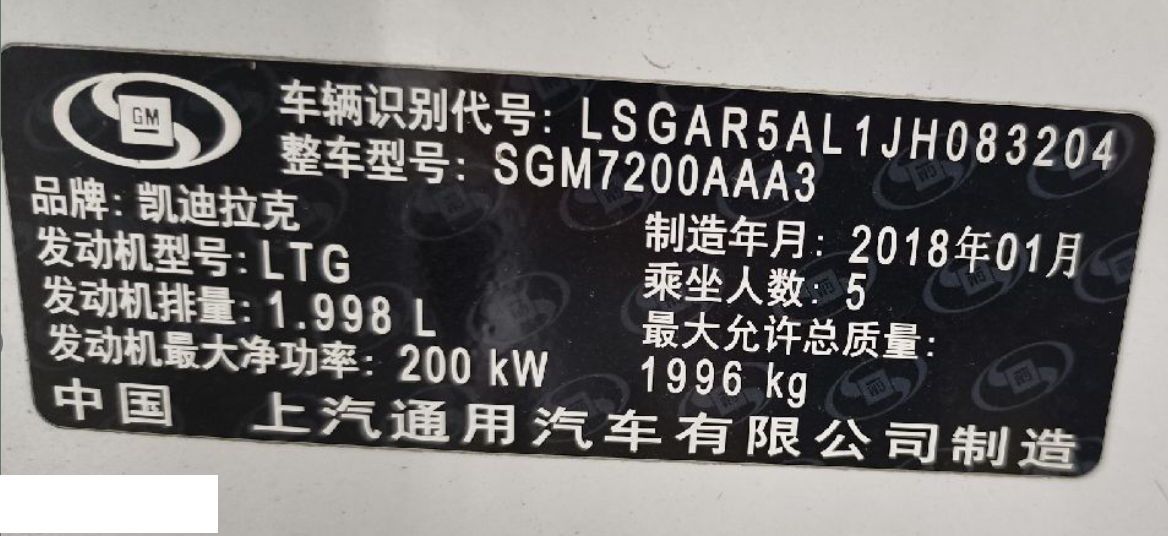 GM
车辆识别代号: LSGAR5AL1JH083204
整车型号: SGM7200AAA3
品牌: 凯迪拉克
制造年月: 2018年01月
发动机型号: LTG
乘坐人数: 5
发动机排量: 1.998 L
最大允许总质量:
1996 kg
发动机最大净功率: 200 kW
中国 上汽通用汽车有限公司制造